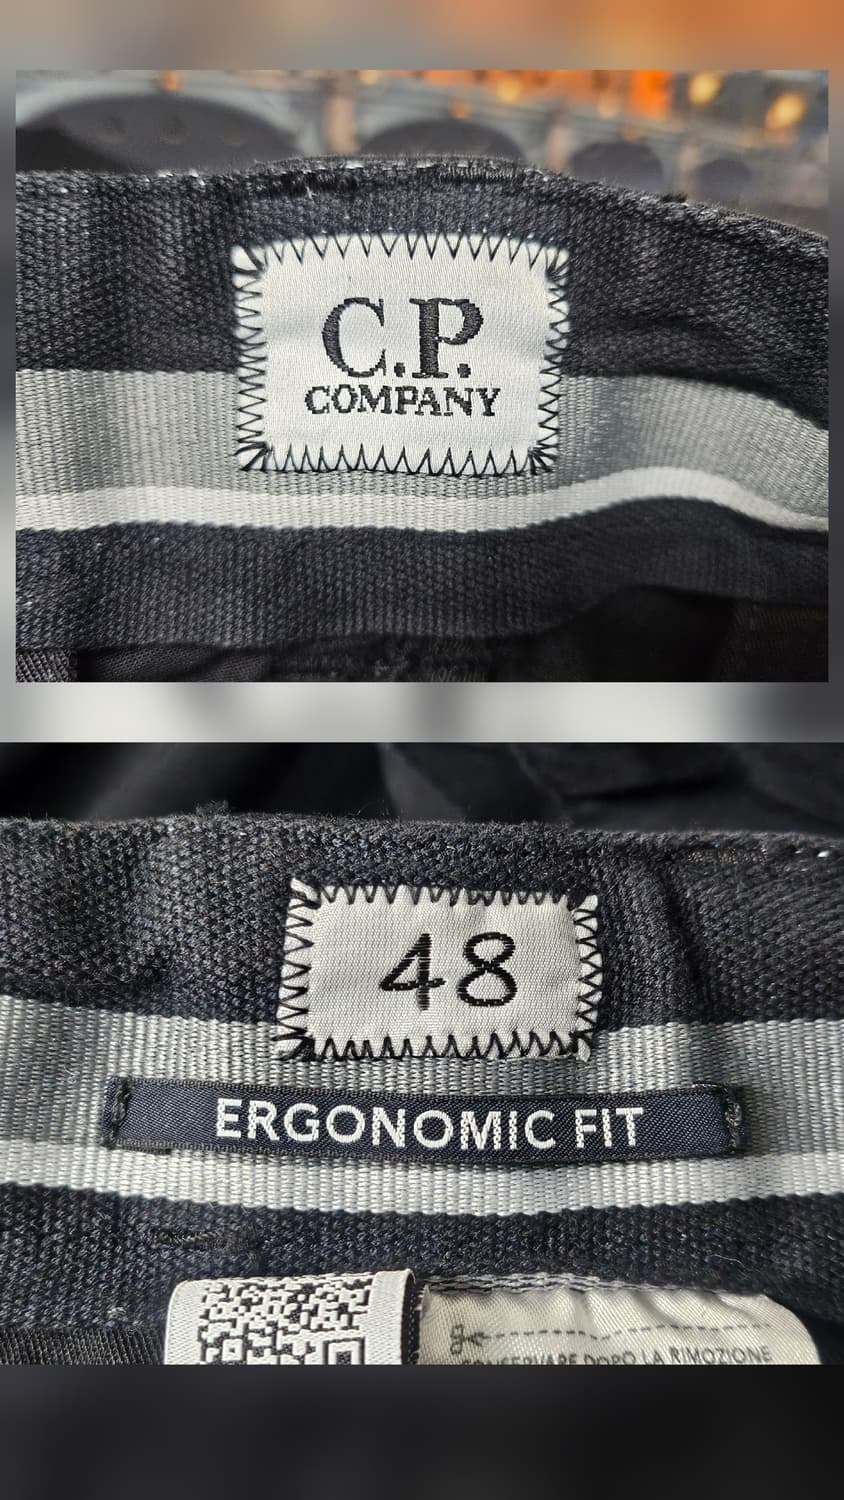 C.P.
COMPANY
48
ERGONOMIC FIT
CONSERVARE DOPO LA RIMOZIONE